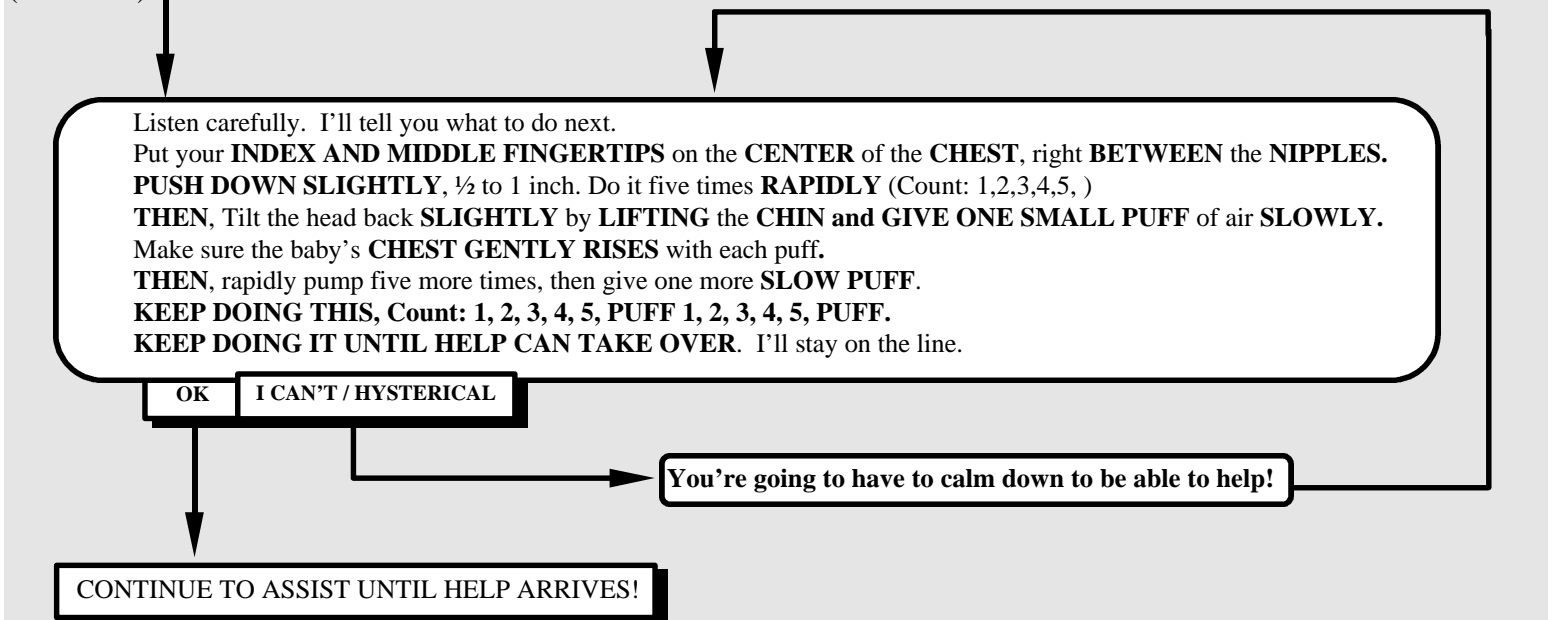 Listen carefully.  I'll tell you what to do next.
Put your INDEX AND MIDDLE FINGERTIPS on the CENTER of the CHEST, right BETWEEN the NIPPLES.
PUSH DOWN SLIGHTLY, ½ to 1 inch. Do it five times RAPIDLY (Count: 1,2,3,4,5, )
THEN, Tilt the head back SLIGHTLY by LIFTING the CHIN and GIVE ONE SMALL PUFF of air SLOWLY.
Make sure the baby's CHEST GENTLY RISES with each puff.
THEN, rapidly pump five more times, then give one more SLOW PUFF.
KEEP DOING THIS, Count: 1, 2, 3, 4, 5, PUFF 1, 2, 3, 4, 5, PUFF.
KEEP DOING IT UNTIL HELP CAN TAKE OVER.  I'll stay on the line.
OK
I CAN'T / HYSTERICAL
You're going to have to calm down to be able to help!
CONTINUE TO ASSIST UNTIL HELP ARRIVES!